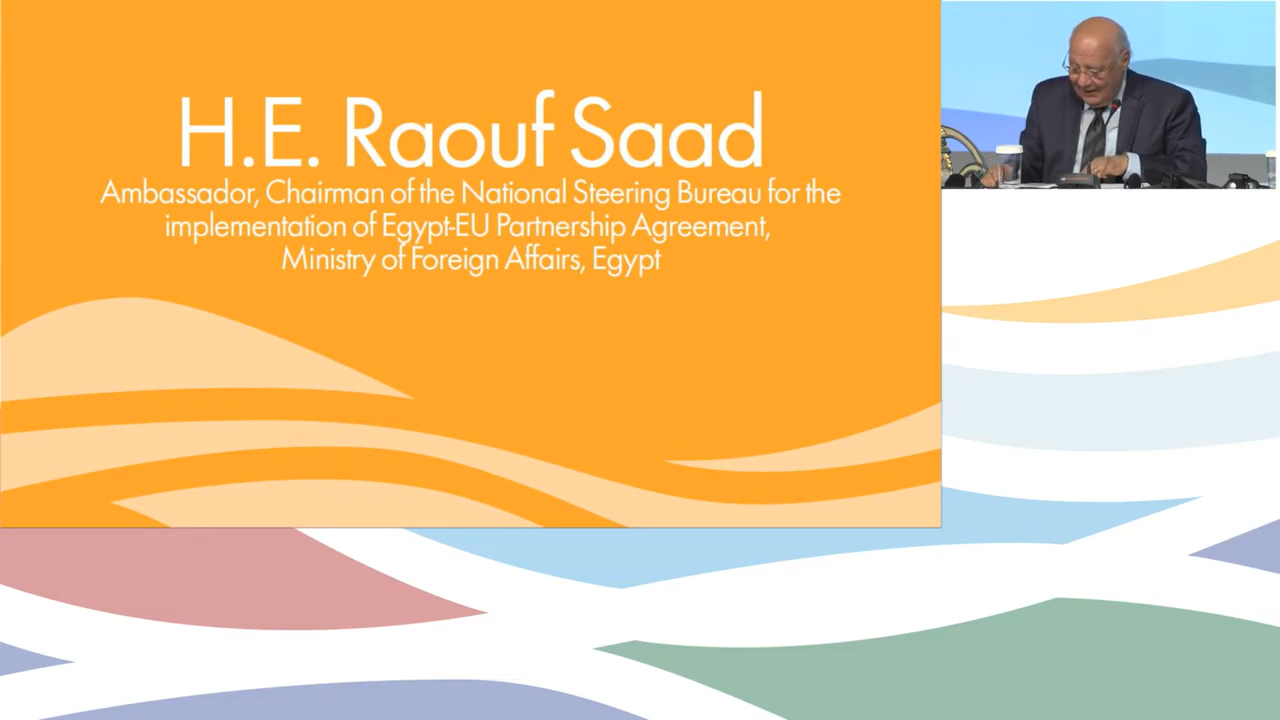 H.E. Raouf Saad
Ambassador, Chairman of the National Steering Bureau for the
implementation of Egypt-EU Partnership Agreement,
Ministry of Foreign Affairs, Egypt